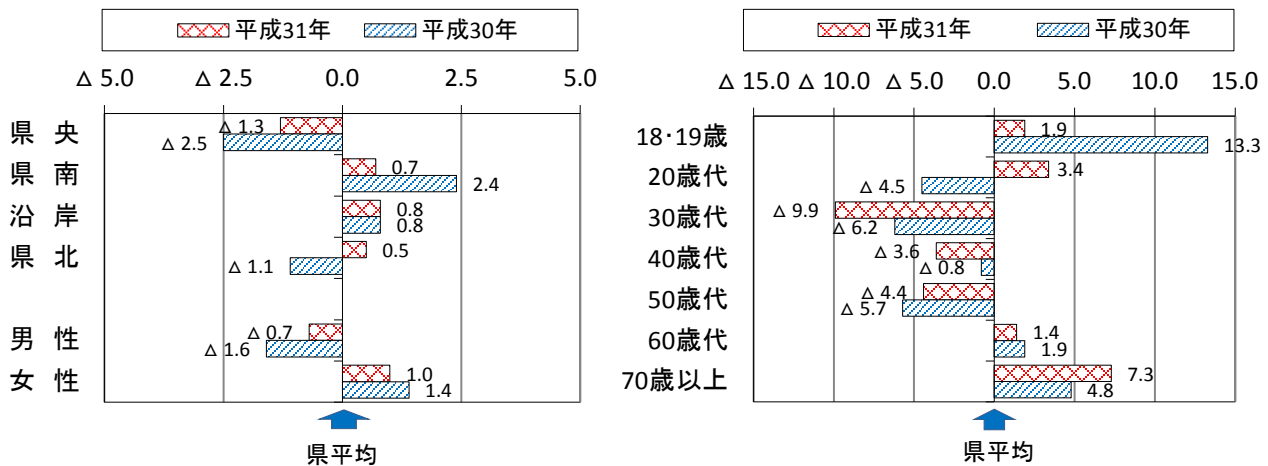 平成31年 平成30年
△ 5.0 △ 2.5 0.0 2.5 5.0
県 央 △ 1.3
△ 2.5
県 南 0.7
2.4
沿 岸 0.8
0.8
県 北 0.5
△ 1.1
男 性 △ 0.7
△ 1.6
女 性 1.0
1.4
県平均
平成31年 平成30年
△ 15.0 △ 10.0 △ 5.0 0.0 5.0 10.0 15.0
18・19歳 1.9
13.3
20歳代 3.4
△ 4.5
30歳代 △ 9.9
△ 6.2
40歳代 △ 3.6
△ 0.8
50歳代 △ 4.4
△ 5.7
60歳代 1.4
1.9
70歳以上 7.3
4.8
県平均